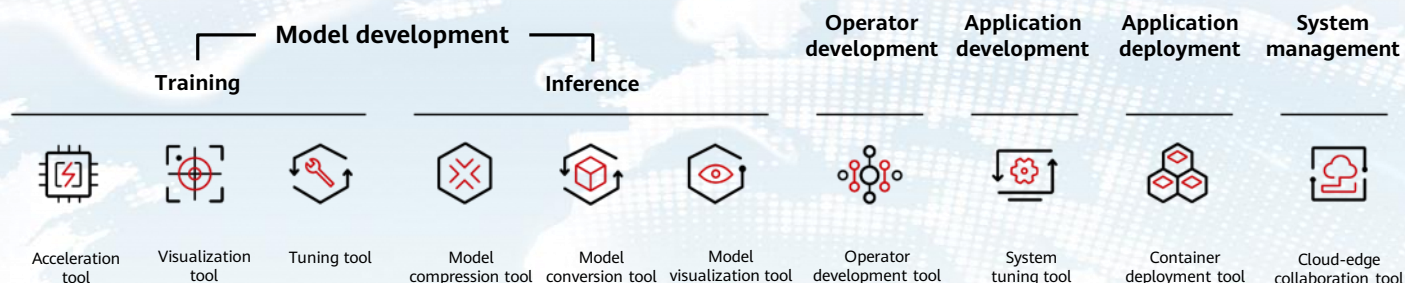 Model development
Training
Inference
Operator
development
Application
development
Application
deployment
System
management
Acceleration
tool
Visualization
tool
Tuning tool
Model
compression tool
Model
conversion tool
Model
visualization tool
Operator
development tool
System
tuning tool
Container
deployment tool
Cloud-edge
collaboration tool